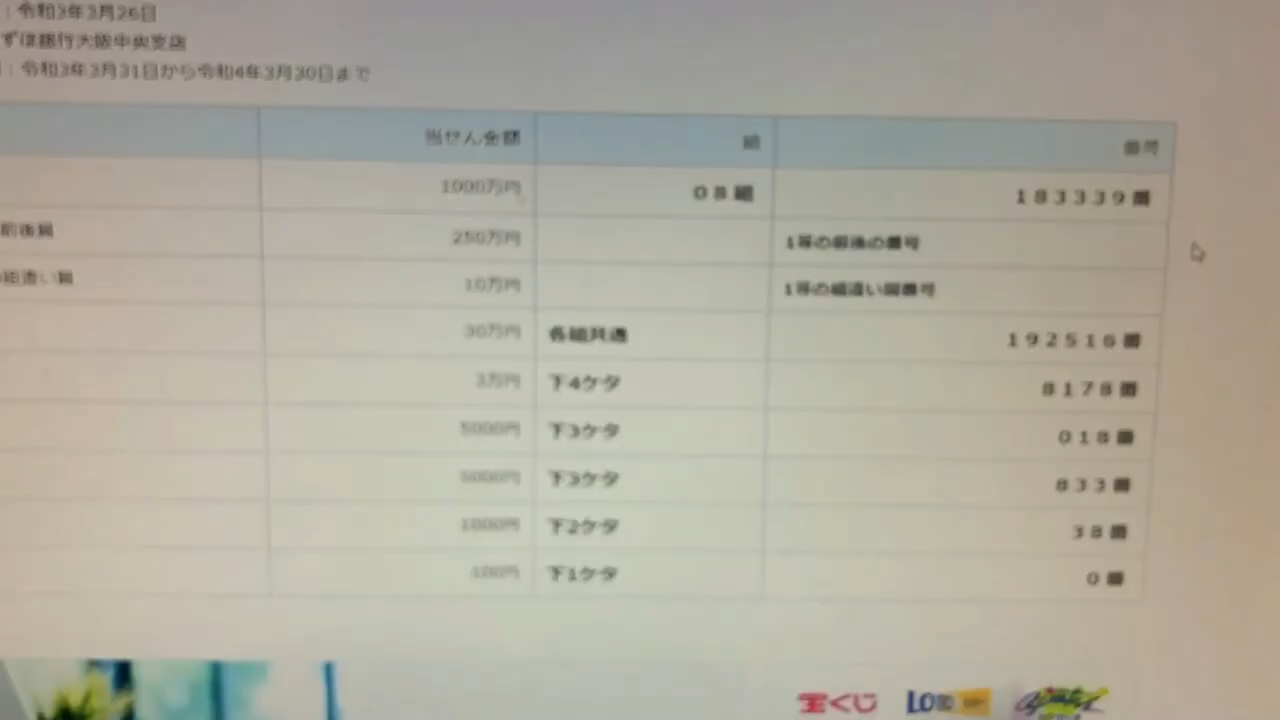 ：令和3年3月26日
ずほ銀行大阪中央支店
：令和3年3月31日から令和4年3月30日まで
当せん金額 組 番号
1000万円 08組 183339番
前後賞 250万円 1等の前後の番号
の組違い賞 10万円 1等の組違い同番号
30万円 各組共通 192516番
3万円 下4ケタ 8178番
5000円 下3ケタ 018番
5000円 下3ケタ 833番
1000円 下2ケタ 38番
100円 下1ケタ 0番
宝くじ LOTO